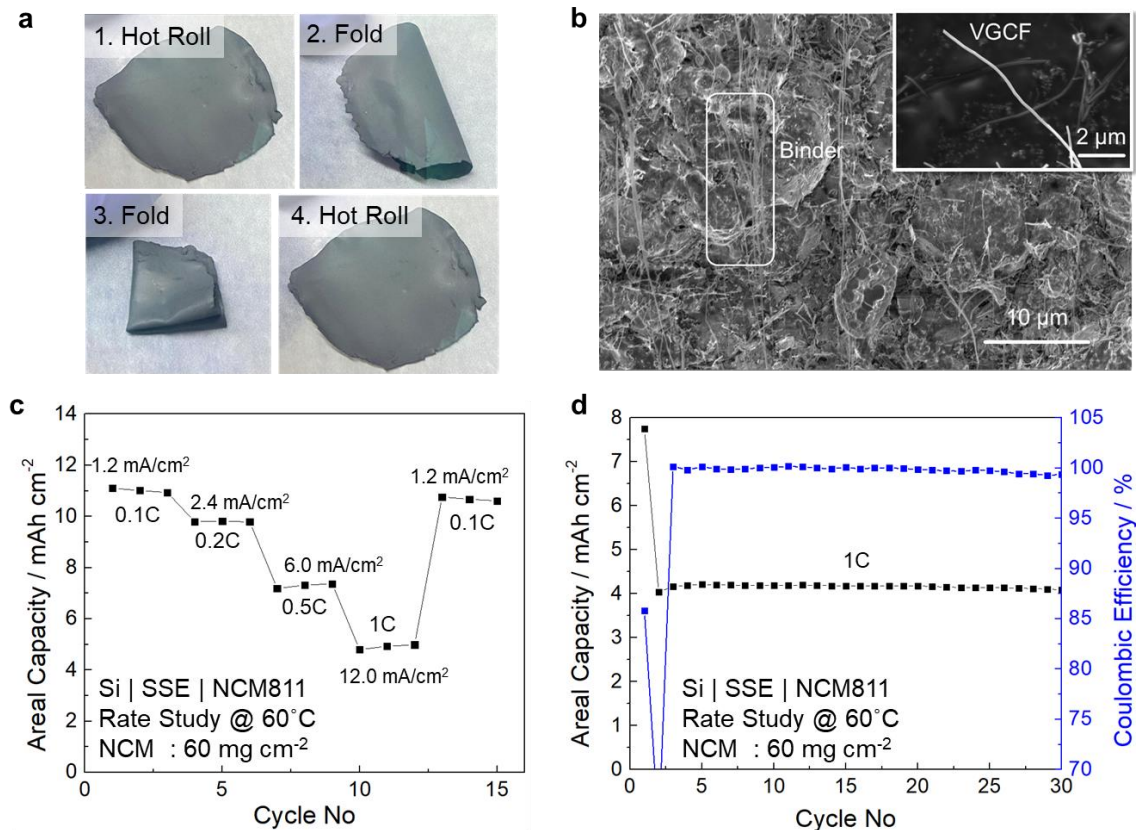 a
1. Hot Roll
2. Fold
3. Fold
4. Hot Roll
b
VGCF
2 µm
Binder
10 µm
c
14
12
10
8
6
4
2
0
Areal Capacity / mAh cm⁻²
1.2 mA/cm²
0.1C
2.4 mA/cm²
0.2C
6.0 mA/cm²
0.5C
1C
12.0 mA/cm²
1.2 mA/cm²
0.1C
Si | SSE | NCM811
Rate Study @ 60˚C
NCM : 60 mg cm⁻²
0 5 10 15
Cycle No
d
8
7
6
5
4
3
2
1
0
Areal Capacity / mAh cm⁻²
1C
Si | SSE | NCM811
Rate Study @ 60˚C
NCM : 60 mg cm⁻²
105
100
95
90
85
80
75
70
Coulombic Efficiency / %
0 5 10 15 20 25 30
Cycle No